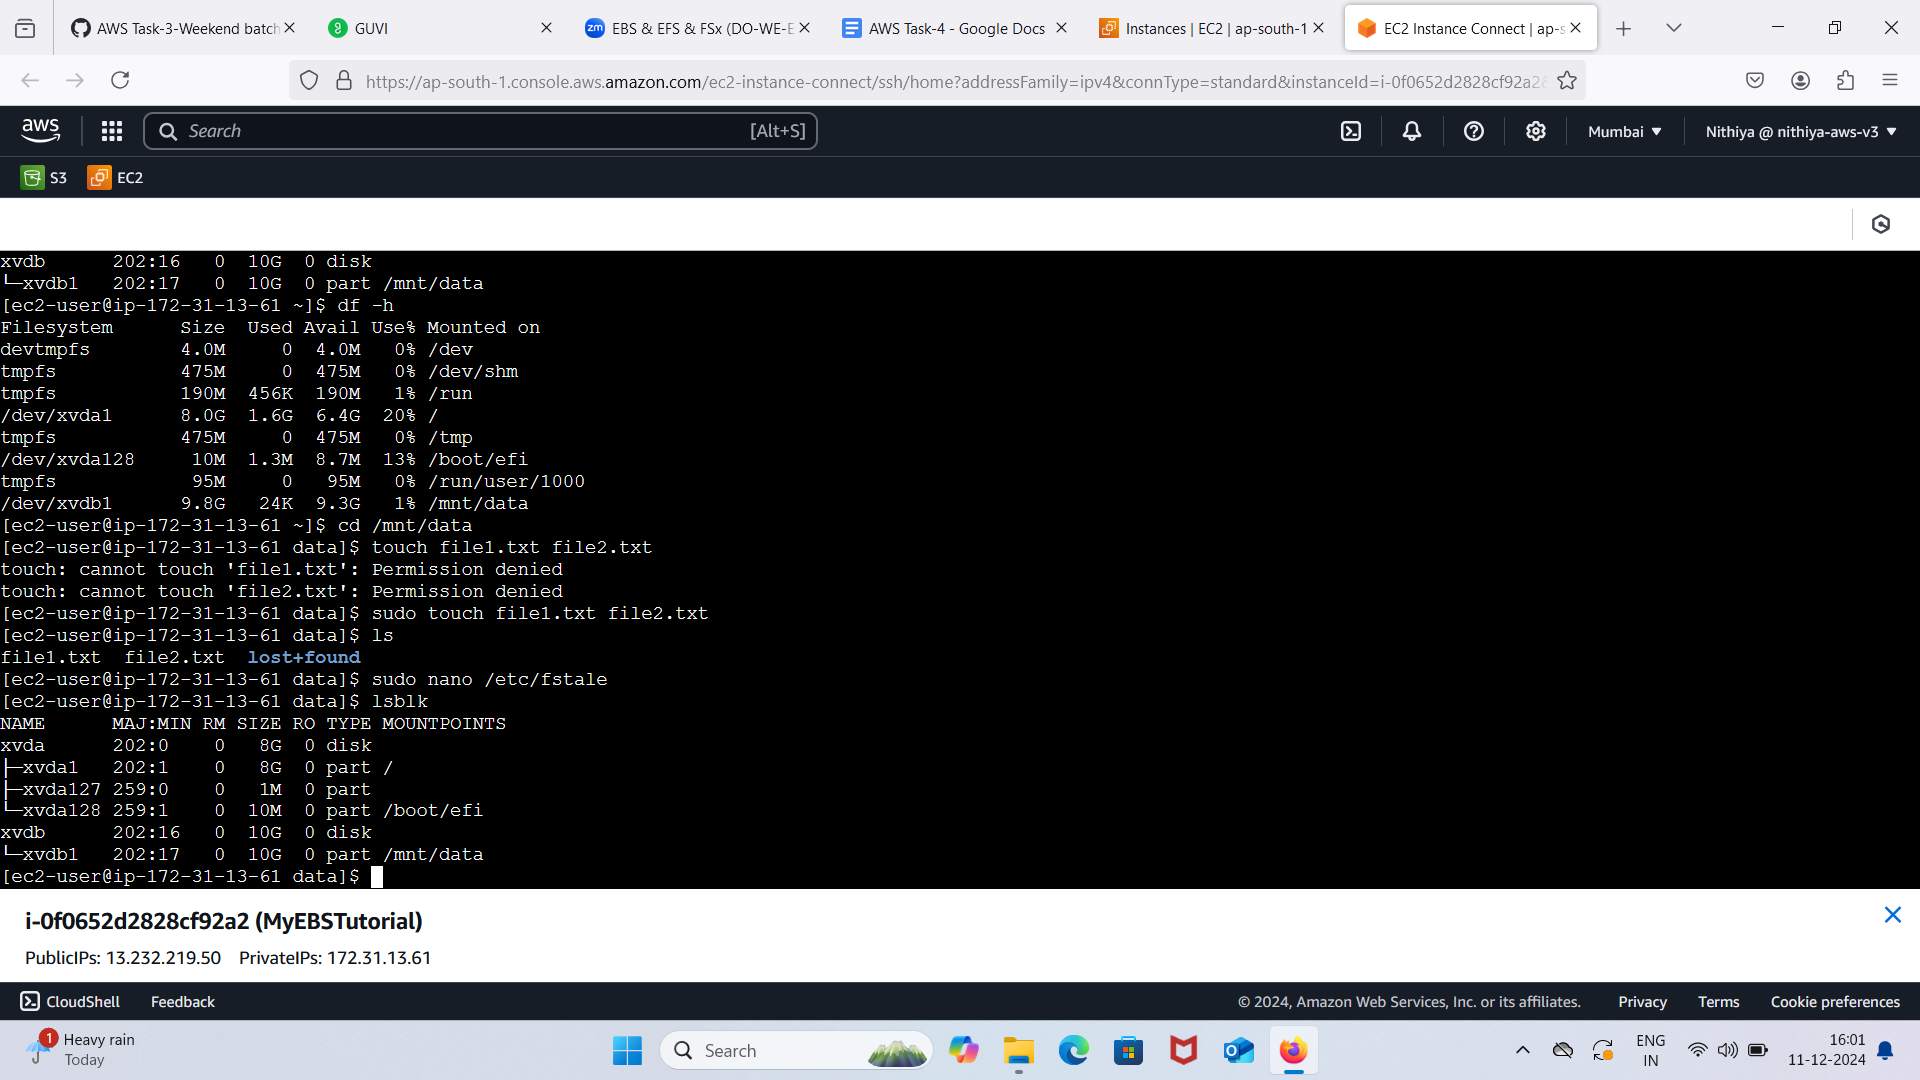 AWS Task-3-Weekend batch
GUVI
EBS & EFS & FSx (DO-WE-E
AWS Task-4 - Google Docs
Instances | EC2 | ap-south-1
EC2 Instance Connect | ap-s
https://ap-south-1.console.aws.amazon.com/ec2-instance-connect/ssh/home?addressFamily=ipv4&connType=standard&instanceId=i-0f0652d2828cf92a28
aws
Search
[Alt+S]
Mumbai
Nithiya @ nithiya-aws-v3
S3
EC2
xvdb      202:16   0  10G  0 disk
└─xvdb1   202:17   0  10G  0 part /mnt/data
[ec2-user@ip-172-31-13-61 ~]$ df -h
Filesystem      Size  Used Avail Use% Mounted on
devtmpfs        4.0M     0  4.0M   0% /dev
tmpfs           475M     0  475M   0% /dev/shm
tmpfs           190M  456K  190M   1% /run
/dev/xvda1      8.0G  1.6G  6.4G  20% /
tmpfs           475M     0  475M   0% /tmp
/dev/xvda128     10M  1.3M  8.7M  13% /boot/efi
tmpfs            95M     0   95M   0% /run/user/1000
/dev/xvdb1      9.8G   24K  9.3G   1% /mnt/data
[ec2-user@ip-172-31-13-61 ~]$ cd /mnt/data
[ec2-user@ip-172-31-13-61 data]$ touch file1.txt file2.txt
touch: cannot touch 'file1.txt': Permission denied
touch: cannot touch 'file2.txt': Permission denied
[ec2-user@ip-172-31-13-61 data]$ sudo touch file1.txt file2.txt
[ec2-user@ip-172-31-13-61 data]$ ls
file1.txt  file2.txt  lost+found
[ec2-user@ip-172-31-13-61 data]$ sudo nano /etc/fstale
[ec2-user@ip-172-31-13-61 data]$ lsblk
NAME      MAJ:MIN RM SIZE RO TYPE MOUNTPOINTS
xvda      202:0    0   8G  0 disk
├─xvda1   202:1    0   8G  0 part /
├─xvda127 259:0    0   1M  0 part
└─xvda128 259:1    0  10M  0 part /boot/efi
xvdb      202:16   0  10G  0 disk
└─xvdb1   202:17   0  10G  0 part /mnt/data
[ec2-user@ip-172-31-13-61 data]$
i-0f0652d2828cf92a2 (MyEBSTutorial)
PublicIPs: 13.232.219.50    PrivateIPs: 172.31.13.61
CloudShell
Feedback
© 2024, Amazon Web Services, Inc. or its affiliates.
Privacy
Terms
Cookie preferences
1
Heavy rain
Today
Search
ENG
IN
16:01
11-12-2024